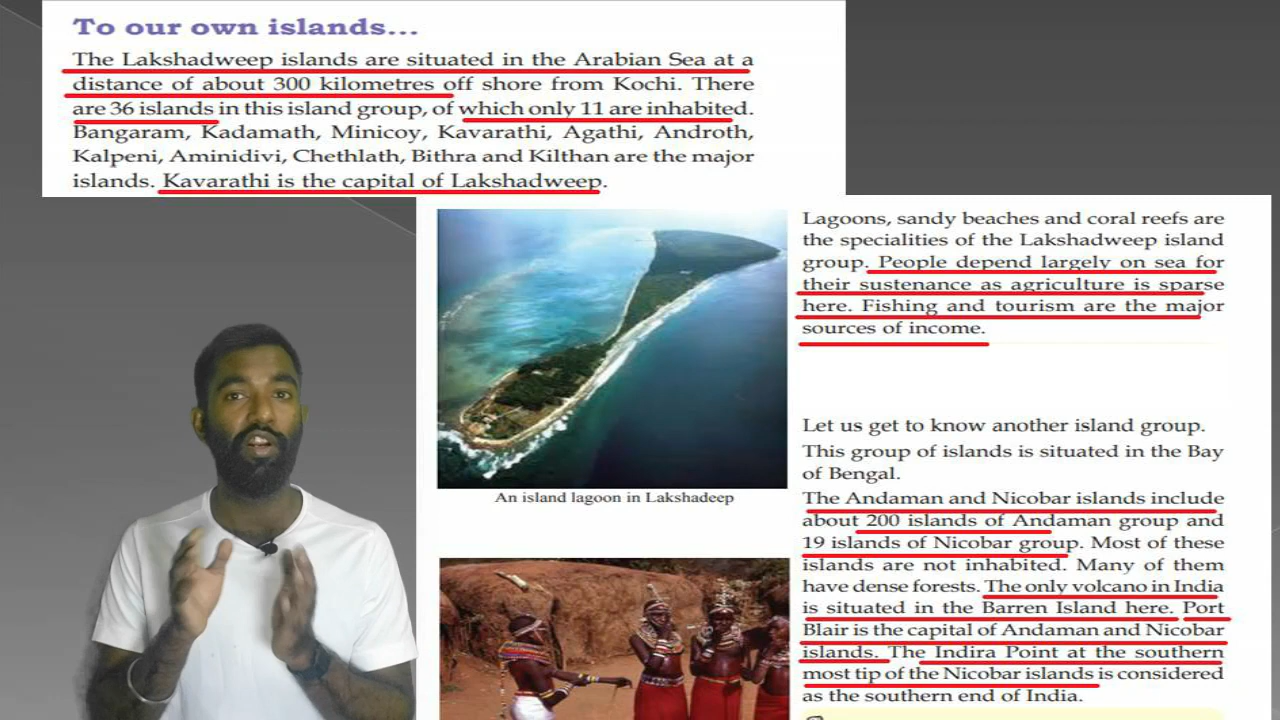 To our own islands...
The Lakshadweep islands are situated in the Arabian Sea at a
distance of about 300 kilometres off shore from Kochi. There
are 36 islands in this island group, of which only 11 are inhabited.
Bangaram, Kadamath, Minicoy, Kavarathi, Agathi, Androth,
Kalpeni, Aminidivi, Chethlath, Bithra and Kilthan are the major
islands. Kavarathi is the capital of Lakshadweep.
Lagoons, sandy beaches and coral reefs are
the specialities of the Lakshadweep island
group. People depend largely on sea for
their sustenance as agriculture is sparse
here. Fishing and tourism are the major
sources of income.
An island lagoon in Lakshadeep
Let us get to know another island group.
This group of islands is situated in the Bay
of Bengal.
The Andaman and Nicobar islands include
about 200 islands of Andaman group and
19 islands of Nicobar group. Most of these
islands are not inhabited. Many of them
have dense forests. The only volcano in India
is situated in the Barren Island here. Port
Blair is the capital of Andaman and Nicobar
islands. The Indira Point at the southern
most tip of the Nicobar islands is considered
as the southern end of India.